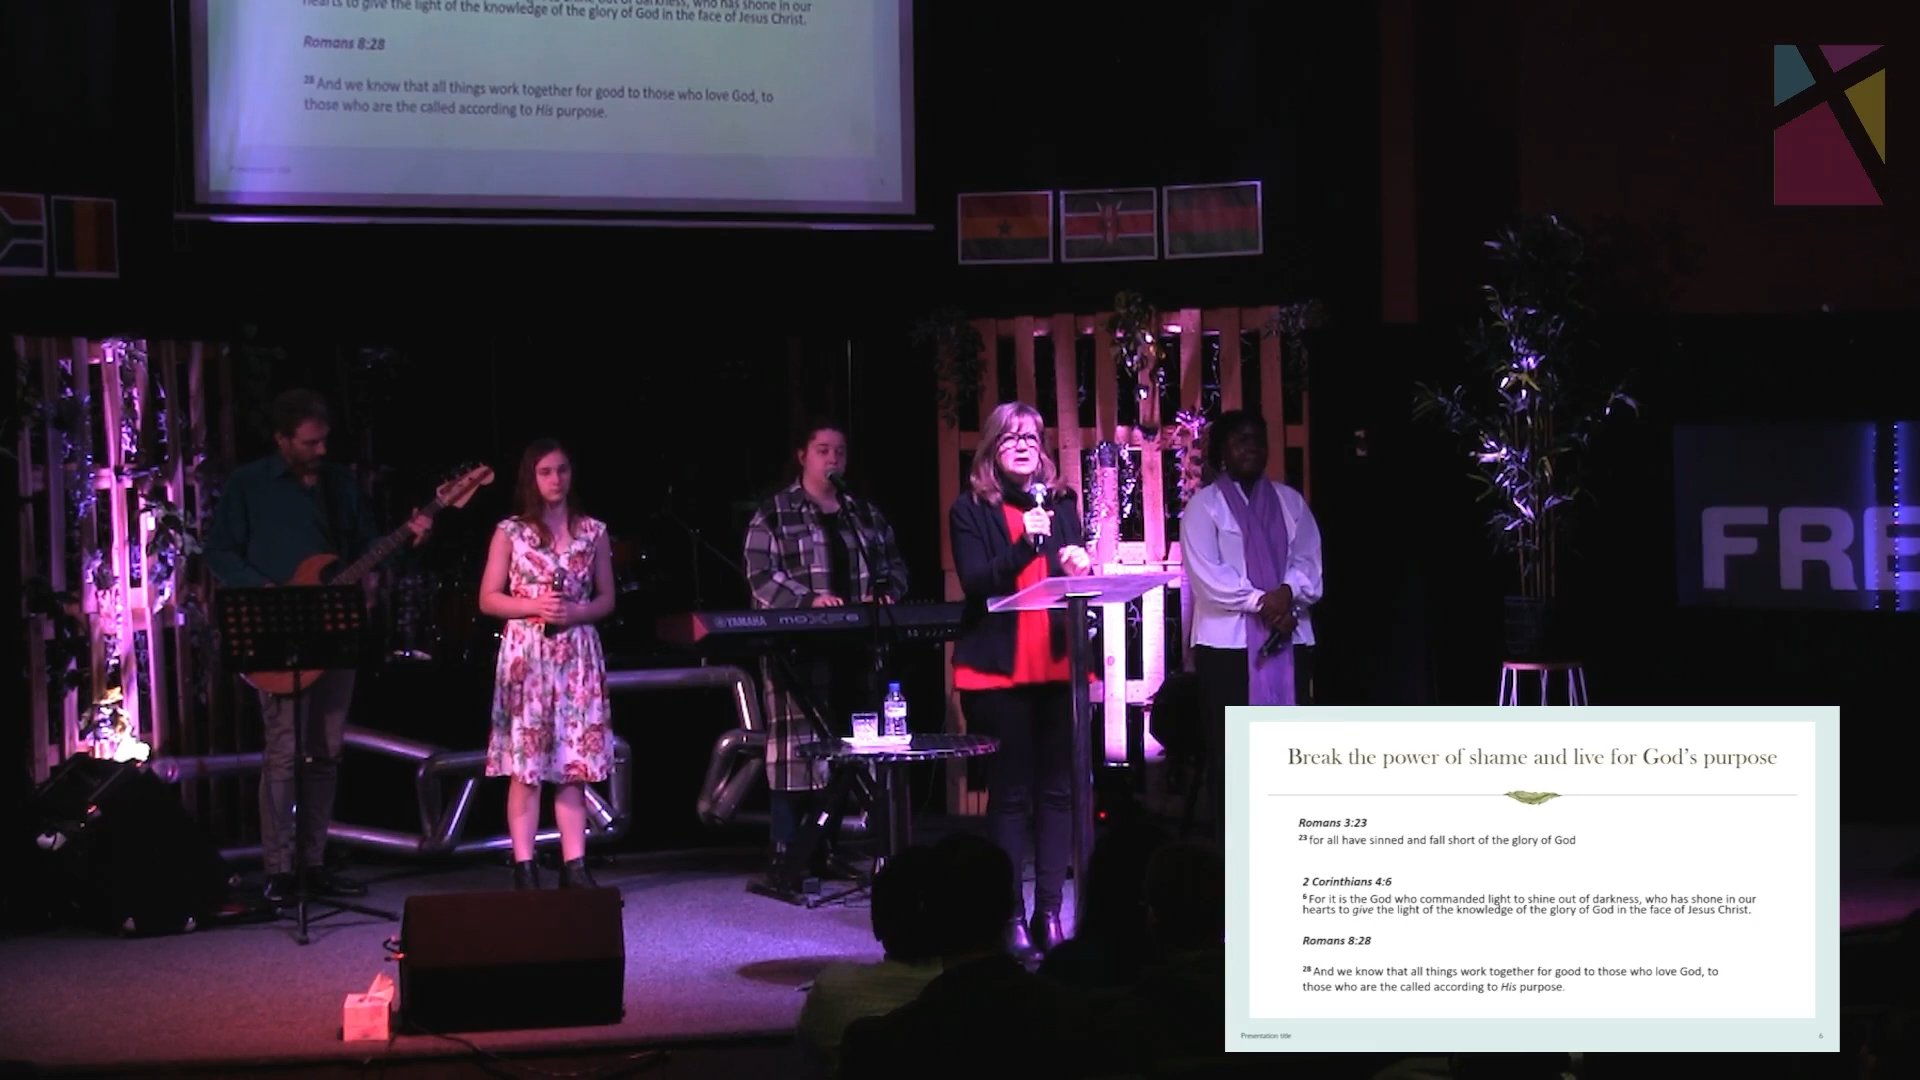 hearts to give the light of the knowledge of the glory of God in the face of Jesus Christ.
Romans 8:28
28 And we know that all things work together for good to those who love God, to
those who are the called according to His purpose.
FRE
YAMAHA MOXF8
Break the power of shame and live for God's purpose
Romans 3:23
23 for all have sinned and fall short of the glory of God
2 Corinthians 4:6
6 For it is the God who commanded light to shine out of darkness, who has shone in our
hearts to give the light of the knowledge of the glory of God in the face of Jesus Christ.
Romans 8:28
28 And we know that all things work together for good to those who love God, to
those who are the called according to His purpose.
Presentation title
6